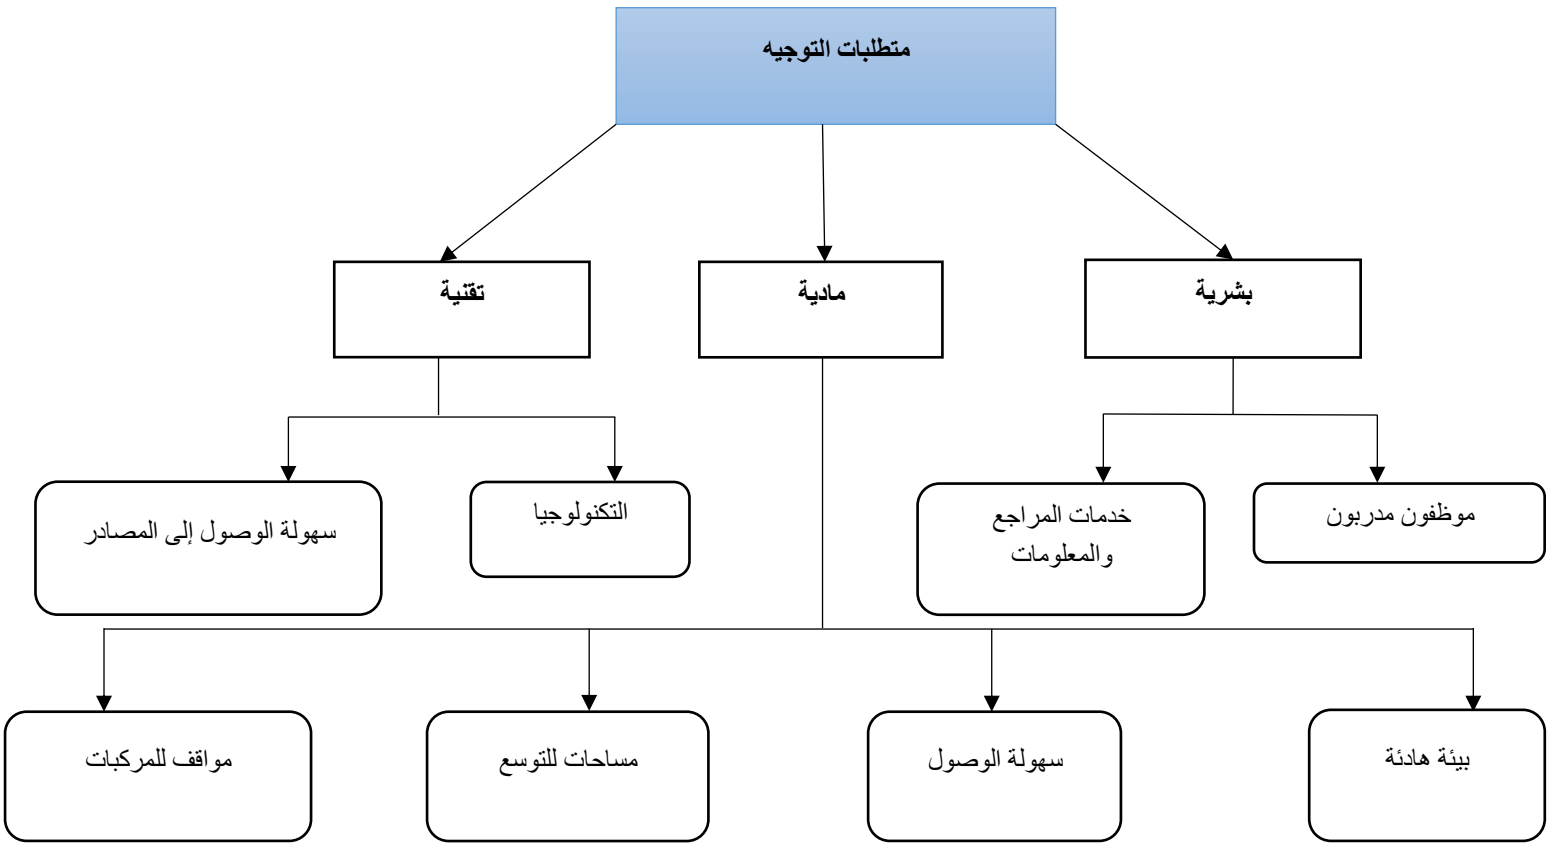 متطلبات التوجيه
بشرية
مادية
تقنية
موظفون مدربون
خدمات المراجع
والمعلومات
التكنولوجيا
سهولة الوصول إلى المصادر
بيئة هادئة
سهولة الوصول
مساحات للتوسع
مواقف للمركبات